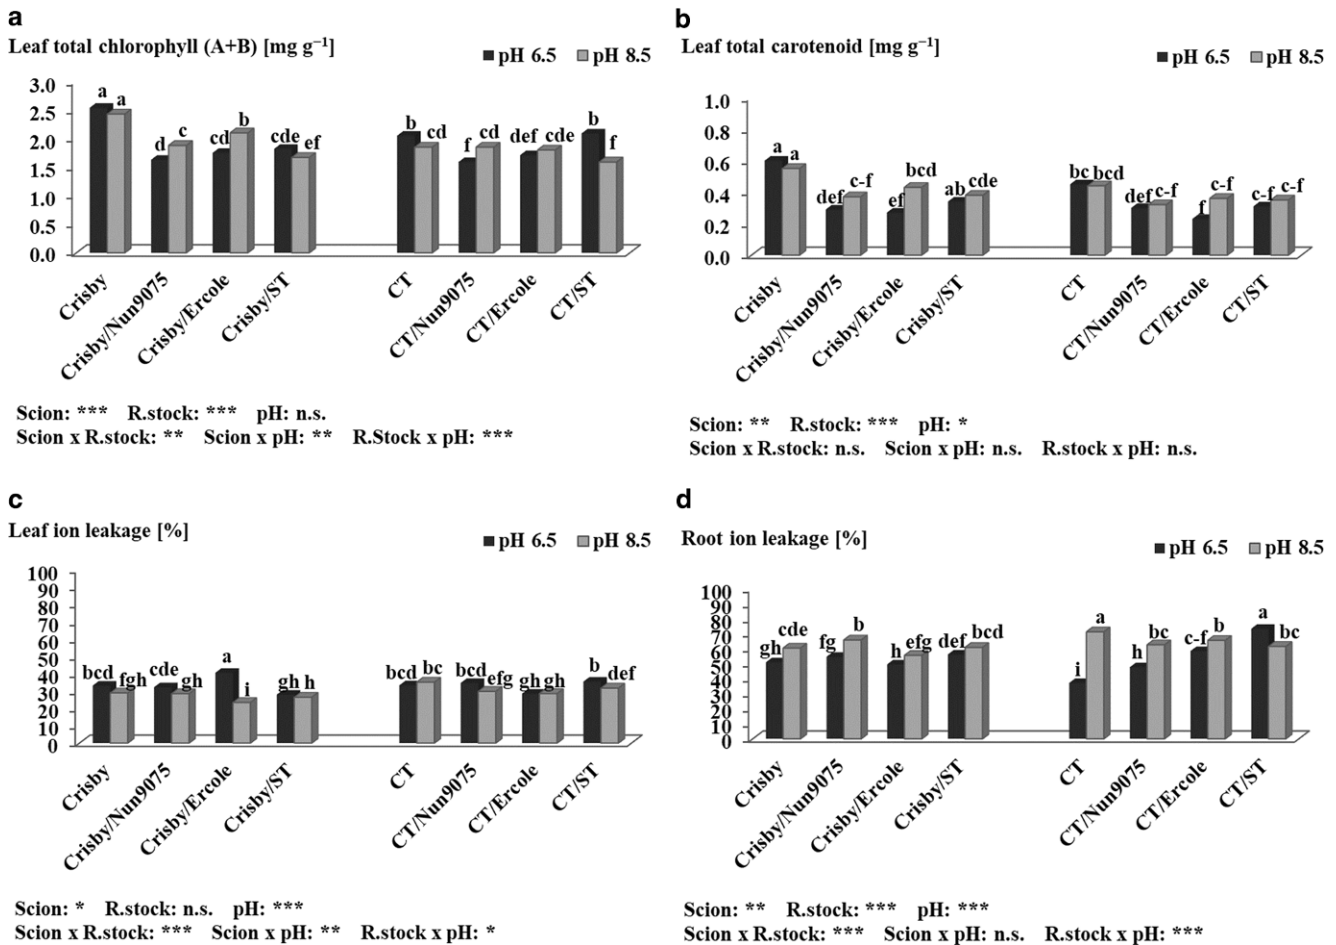 a
Leaf total chlorophyll (A+B) [mg g⁻¹]
pH 6.5 pH 8.5
3.0
2.5
2.0
1.5
1.0
0.5
0.0
a a d c cd b cde ef b cd f cd def cde b f
Crisby Crisby/Nun9075 Crisby/Ercole Crisby/ST CT CT/Nun9075 CT/Ercole CT/ST
Scion: *** R.stock: *** pH: n.s.
Scion x R.stock: ** Scion x pH: ** R.Stock x pH: ***
b
Leaf total carotenoid [mg g⁻¹]
pH 6.5 pH 8.5
1.0
0.8
0.6
0.4
0.2
0.0
a a def c-f ef bcd ab cde bc bcd def c-f f c-f c-f c-f
Crisby Crisby/Nun9075 Crisby/Ercole Crisby/ST CT CT/Nun9075 CT/Ercole CT/ST
Scion: ** R.stock: *** pH: *
Scion x R.stock: n.s. Scion x pH: n.s. R.stock x pH: n.s.
c
Leaf ion leakage [%]
pH 6.5 pH 8.5
100
90
80
70
60
50
40
30
20
10
0
bcd fgh cde gh a i gh h bcd bc bcd efg gh gh b def
Crisby Crisby/Nun9075 Crisby/Ercole Crisby/ST CT CT/Nun9075 CT/Ercole CT/ST
Scion: * R.stock: n.s. pH: ***
Scion x R.stock: *** Scion x pH: ** R.stock x pH: *
d
Root ion leakage [%]
pH 6.5 pH 8.5
100
90
80
70
60
50
40
30
20
10
0
gh cde fg b h efg def bcd i a h bc c-f b a bc
Crisby Crisby/Nun9075 Crisby/Ercole Crisby/ST CT CT/Nun9075 CT/Ercole CT/ST
Scion: ** R.stock: *** pH: ***
Scion x R.stock: *** Scion x pH: n.s. R.stock x pH: ***